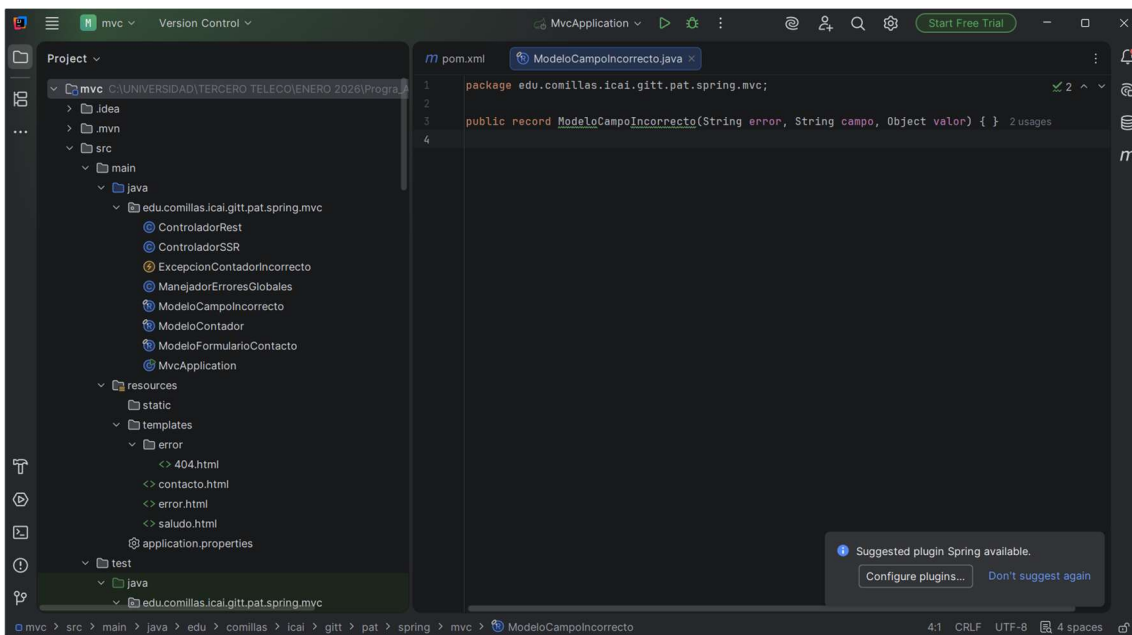 M mvc Version Control MvcApplication Start Free Trial
Project
m pom.xml
ModeloCampoIncorrecto.java
mvc C:\UNIVERSIDAD\TERCERO TELECO\ENERO 2026\Progra_A
.idea
.mvn
src
main
java
edu.comillas.icai.gitt.pat.spring.mvc
ControladorRest
ControladorSSR
ExcepcionContadorIncorrecto
ManejadorErroresGlobales
ModeloCampoIncorrecto
ModeloContador
ModeloFormularioContacto
MvcApplication
resources
static
templates
error
404.html
contacto.html
error.html
saludo.html
application.properties
test
java
edu.comillas.icai.gitt.pat.spring.mvc
1 package edu.comillas.icai.gitt.pat.spring.mvc;
2
3 public record ModeloCampoIncorrecto(String error, String campo, Object valor) { } 2 usages
4
2
m
Suggested plugin Spring available.
Configure plugins... Don't suggest again
mvc > src > main > java > edu > comillas > icai > gitt > pat > spring > mvc > ModeloCampoIncorrecto 4:1 CRLF UTF-8 4 spaces